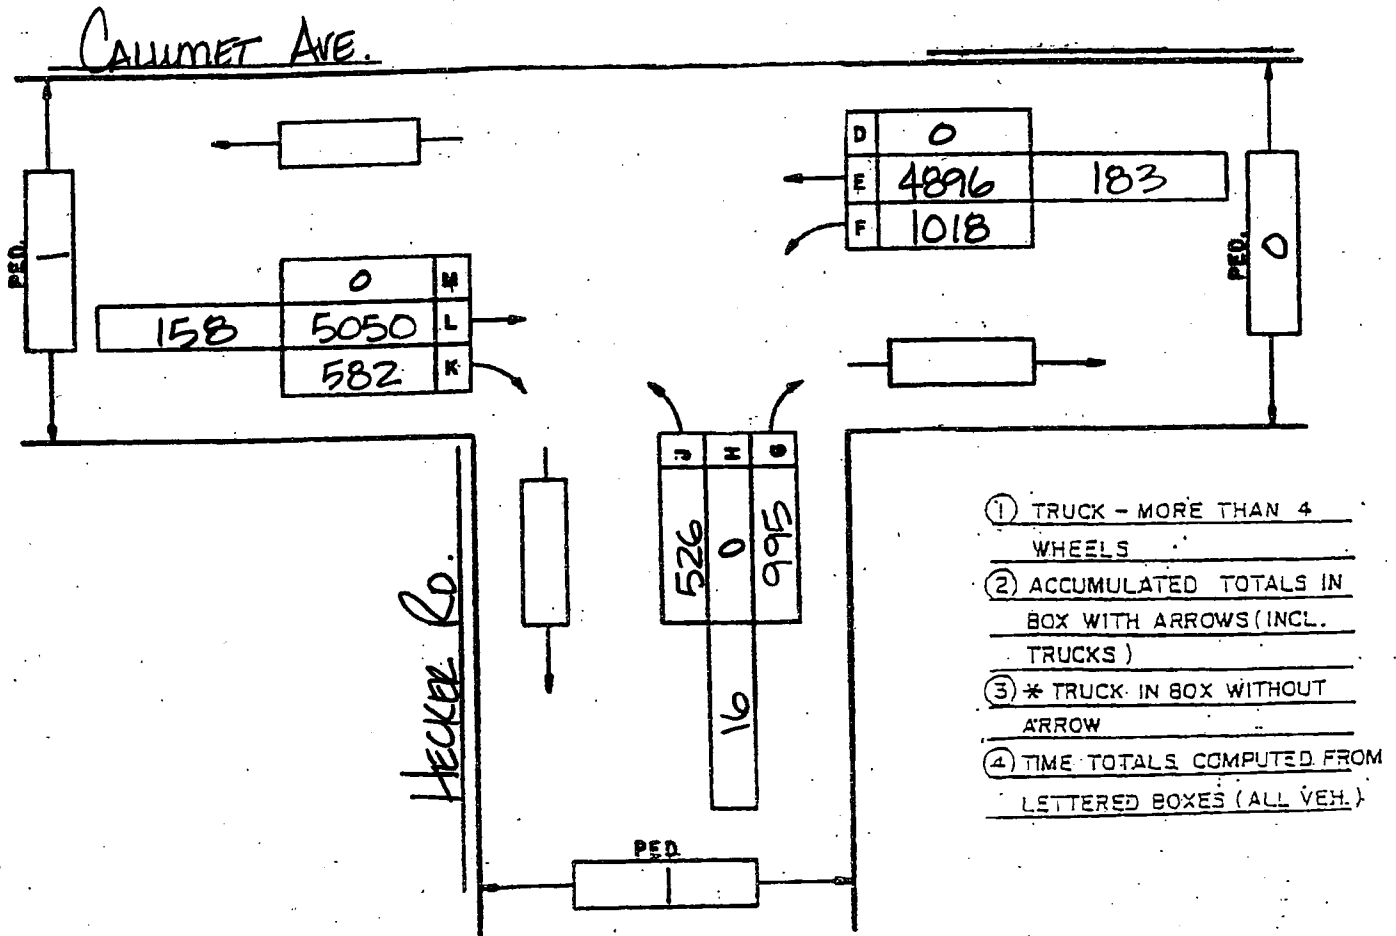 CALUMET AVE.
D 0
E 4896 183
F 1018
PED. 1
PED. 0
0 M
158 5050 L
582 K
J H G
526 0 995
16
HECKER RD.
PED.
1
① TRUCK - MORE THAN 4
WHEELS
② ACCUMULATED TOTALS IN
BOX WITH ARROWS (INCL.
TRUCKS)
③ * TRUCK IN BOX WITHOUT
ARROW
④ TIME TOTALS COMPUTED FROM
LETTERED BOXES (ALL VEH.)